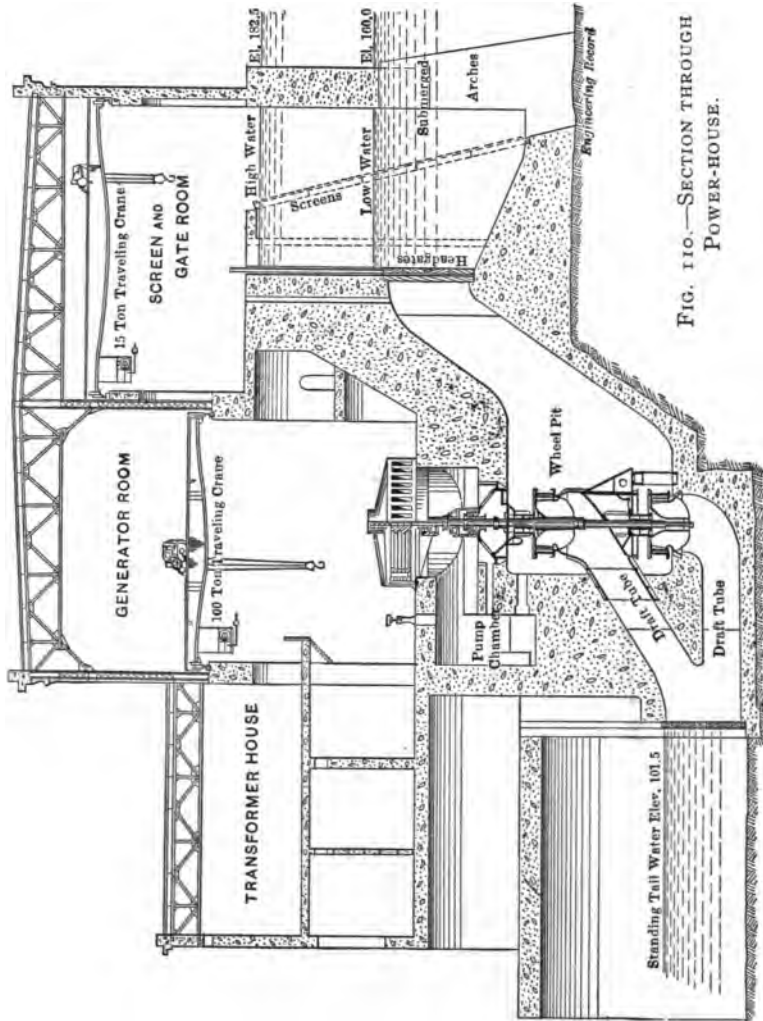 El. 182.5
El. 160.0
High Water
Low Water
Submerged
Arches
Screens
Headgates
15 Ton Traveling Crane
SCREEN AND
GATE ROOM
GENERATOR ROOM
100 Ton Traveling Crane
TRANSFORMER HOUSE
Wheel Pit
Pump
Chamber
Draft Tube
Draft Tube
Standing Tail Water Elev. 101.5
Engineering Record
FIG. 110.—SECTION THROUGH
POWER-HOUSE.